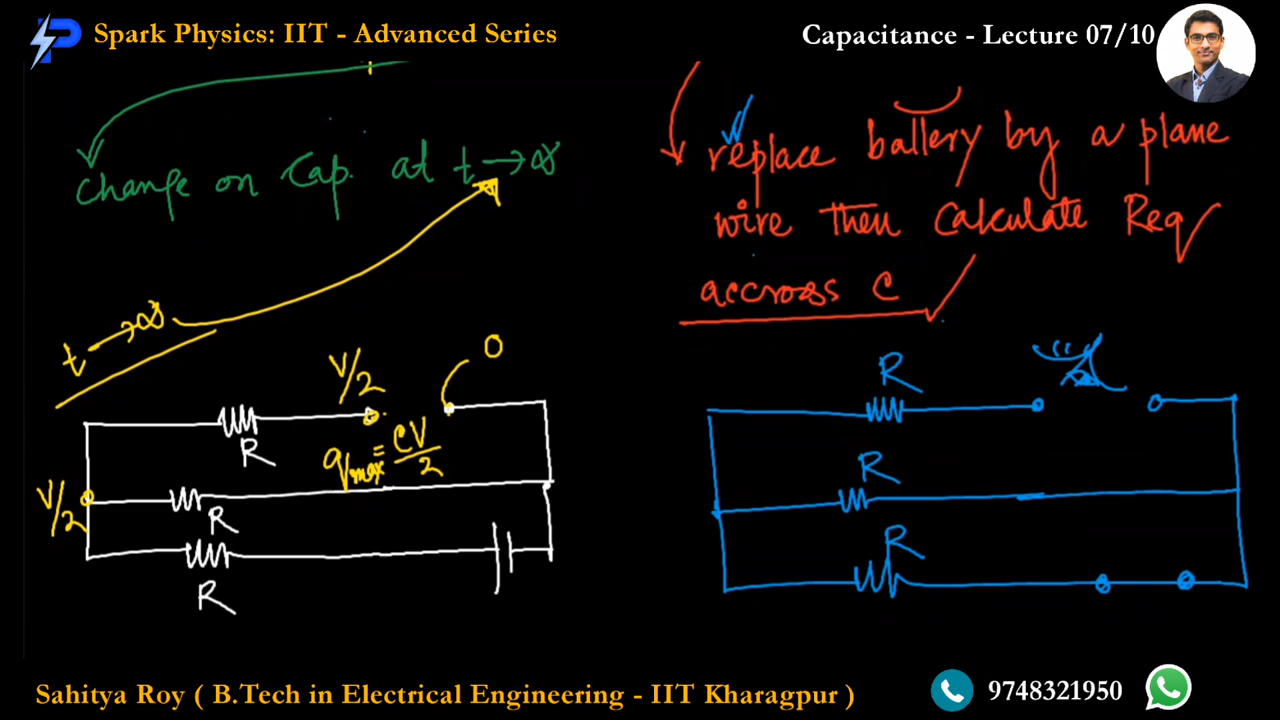 Spark Physics: IIT - Advanced Series
Capacitance - Lecture 07/10
Change on Cap. at t → ∞
replace battery by a plane
wire then Calculate Req
accross C
t → ∞
V/2
0
R
qmax = CV/2
V/2
R
R
R
R
R
Sahitya Roy ( B.Tech in Electrical Engineering - IIT Kharagpur )
9748321950